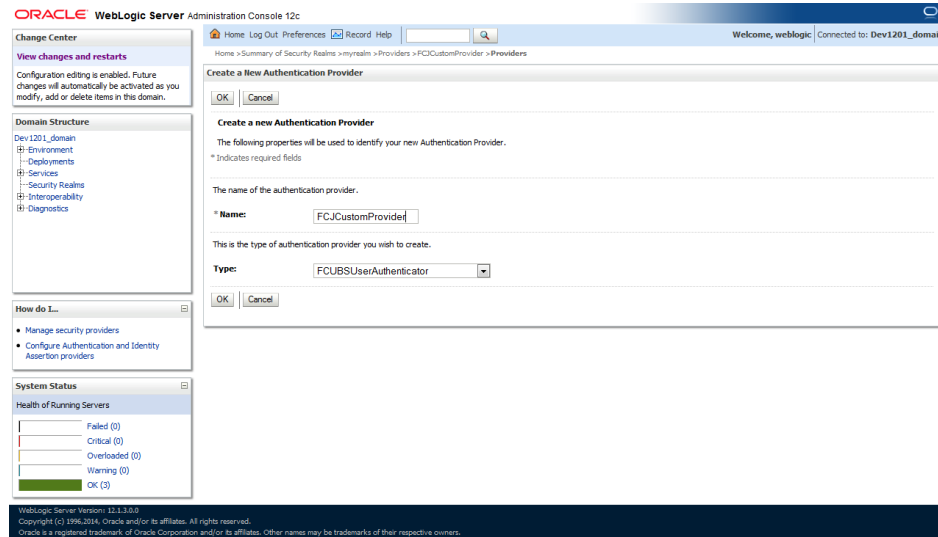 ORACLE WebLogic Server Administration Console 12c
Change Center
View changes and restarts
Configuration editing is enabled. Future
changes will automatically be activated as you
modify, add or delete items in this domain.
Domain Structure
Dev1201_domain
Environment
Deployments
Services
Security Realms
Interoperability
Diagnostics
How do I...
Manage security providers
Configure Authentication and Identity
Assertion providers
System Status
Health of Running Servers
Failed (0)
Critical (0)
Overloaded (0)
Warning (0)
OK (3)
Home Log Out Preferences Record Help
Welcome, weblogic Connected to: Dev1201_domai
Home >Summary of Security Realms >myrealm >Providers >FCJCustomProvider >Providers
Create a New Authentication Provider
OK Cancel
Create a new Authentication Provider
The following properties will be used to identify your new Authentication Provider.
* Indicates required fields
The name of the authentication provider.
* Name: FCJCustomProvider
This is the type of authentication provider you wish to create.
Type: FCUBSUserAuthenticator
OK Cancel
WebLogic Server Version: 12.1.3.0.0
Copyright (c) 1996,2014, Oracle and/or its affiliates. All rights reserved.
Oracle is a registered trademark of Oracle Corporation and/or its affiliates. Other names may be trademarks of their respective owners.